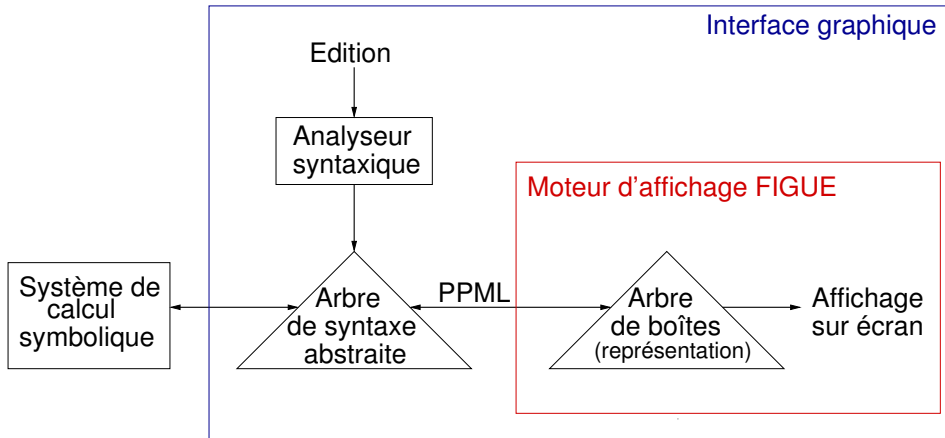 Interface graphique
Edition
Analyseur
syntaxique
Moteur d'affichage FIGUE
Système de
calcul
symbolique
Arbre
de syntaxe
abstraite
PPML
Arbre
de boîtes
(représentation)
Affichage
sur écran